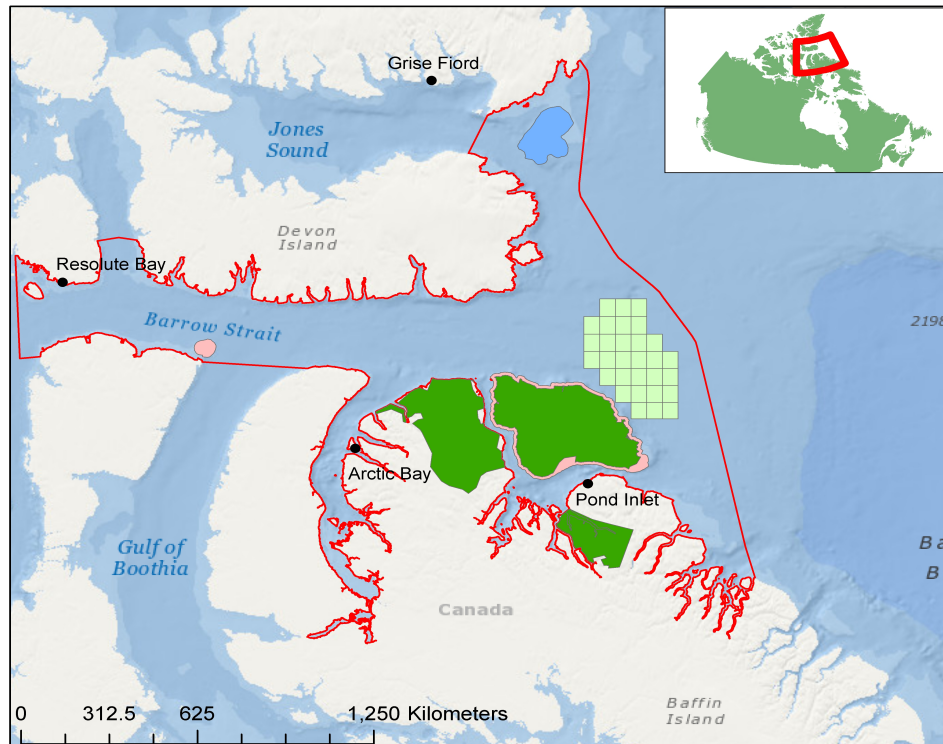 Grise Fiord
Jones
Sound
Devon
Island
Resolute Bay
Barrow Strait
2198
Arctic Bay
Pond Inlet
Gulf of
Boothia
Ba
B
Canada
Baffin
Island
0 312.5 625 1,250 Kilometers